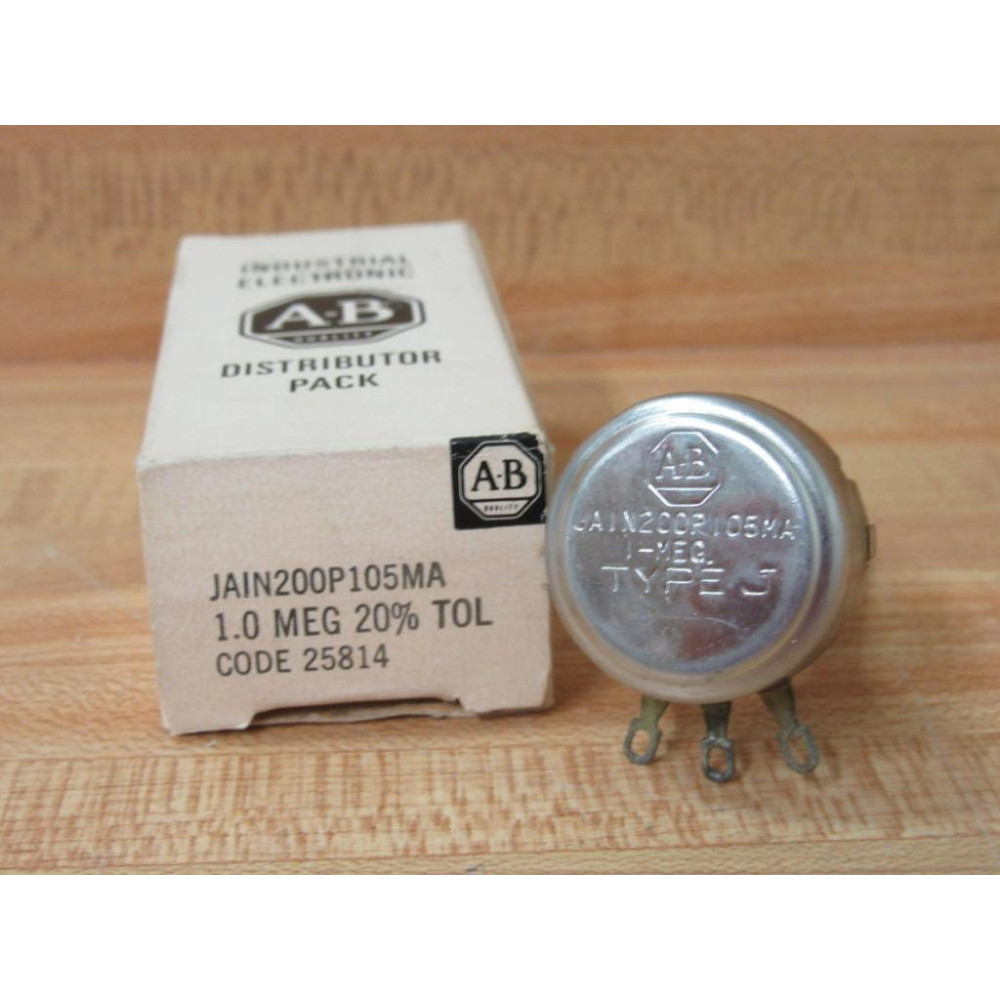 INDUSTRIAL
ELECTRONIC
A-B
QUALITY
DISTRIBUTOR
PACK
A-B
QUALITY
JAIN200P105MA
1.0 MEG 20% TOL
CODE 25814
A-B
JAIN200P105MA
1-MEG.
TYPE J